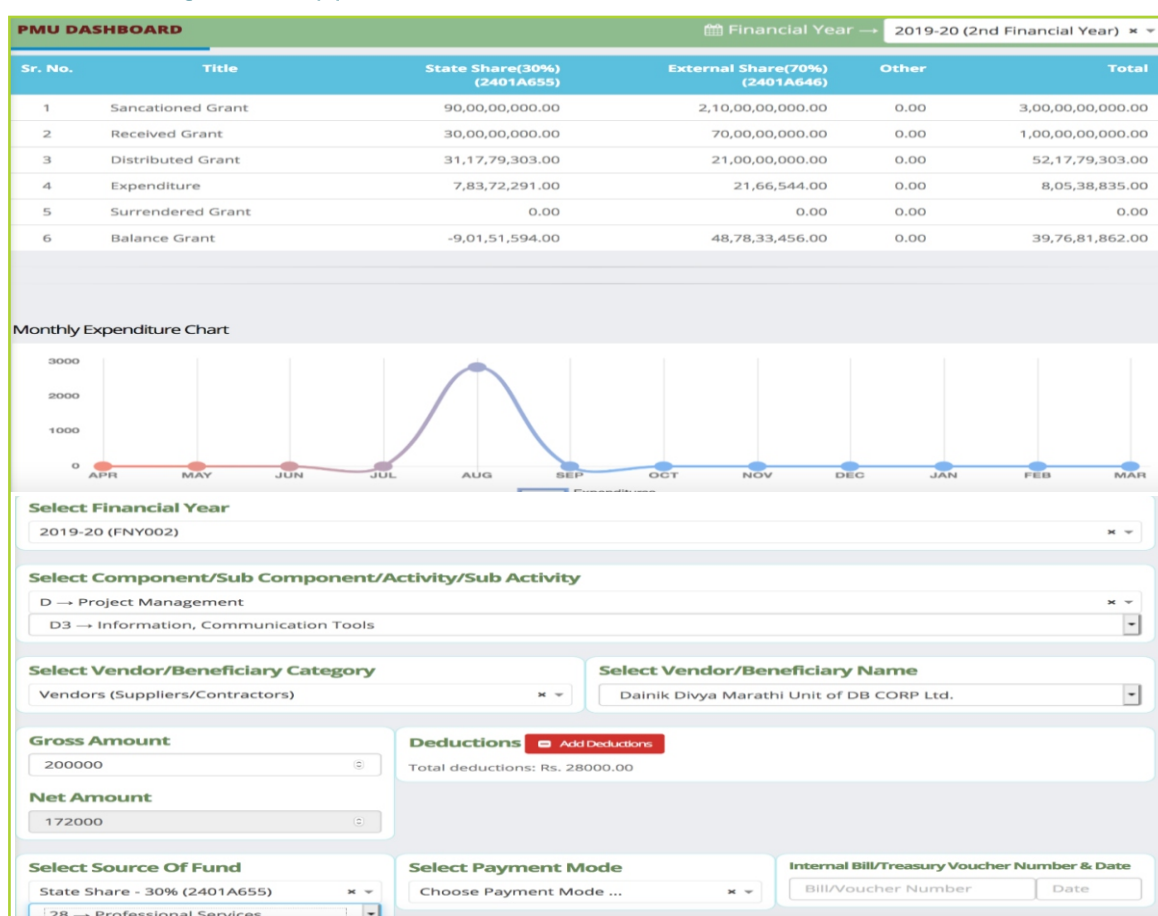 PMU DASHBOARD Financial Year → 2019-20 (2nd Financial Year) × 
Sr. No. Title State Share(30%) (2401A655) External Share(70%) (2401A646) Other Total
1 Sancationed Grant 90,00,00,000.00 2,10,00,00,000.00 0.00 3,00,00,00,000.00
2 Received Grant 30,00,00,000.00 70,00,00,000.00 0.00 1,00,00,00,000.00
3 Distributed Grant 31,17,79,303.00 21,00,00,000.00 0.00 52,17,79,303.00
4 Expenditure 7,83,72,291.00 21,66,544.00 0.00 8,05,38,835.00
5 Surrendered Grant 0.00 0.00 0.00 0.00
6 Balance Grant -9,01,51,594.00 48,78,33,456.00 0.00 39,76,81,862.00
Monthly Expenditure Chart
3000
2000
1000
0
APR MAY JUN JUL AUG SEP OCT NOV DEC JAN FEB MAR
Select Financial Year
2019-20 (FNY002) ×
Select Component/Sub Component/Activity/Sub Activity
D → Project Management ×
D3 → Information, Communication Tools
Select Vendor/Beneficiary Category Select Vendor/Beneficiary Name
Vendors (Suppliers/Contractors) × Dainik Divya Marathi Unit of DB CORP Ltd.
Gross Amount Deductions Add Deductions
200000 Total deductions: Rs. 28000.00
Net Amount
172000
Select Source Of Fund Select Payment Mode Internal Bill/Treasury Voucher Number & Date
State Share - 30% (2401A655) × Choose Payment Mode ... × Bill/Voucher Number Date
28 → Professional Services